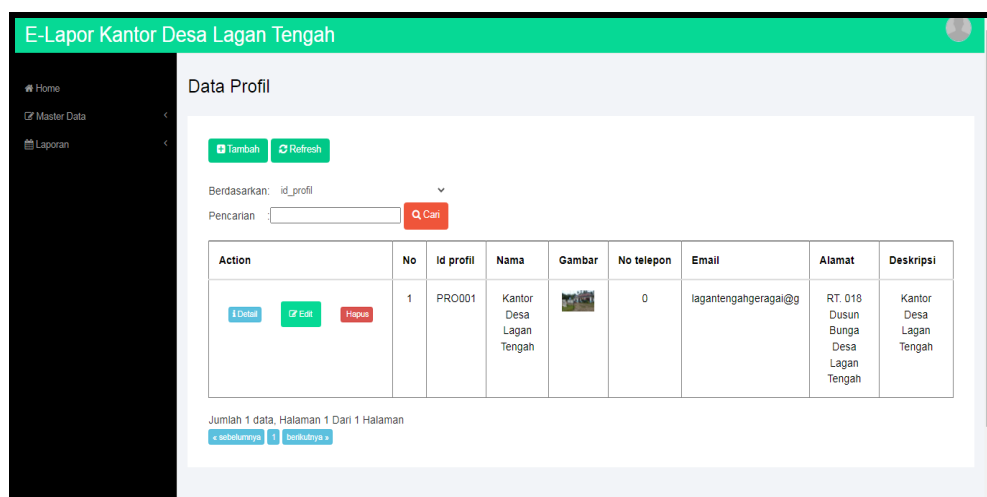 E-Lapor Kantor Desa Lagan Tengah
Home
Master Data
Laporan
Data Profil
Tambah Refresh
Berdasarkan: id_profil
Pencarian : Cari
Action No Id profil Nama Gambar No telepon Email Alamat Deskripsi
Detail Edit Hapus 1 PRO001 Kantor 0 lagantengahgeragai@g RT. 018 Kantor
Desa Dusun Desa
Lagan Bunga Lagan
Tengah Desa Tengah
Lagan
Tengah
Jumlah 1 data, Halaman 1 Dari 1 Halaman
« sebelumnya 1 berikutnya »